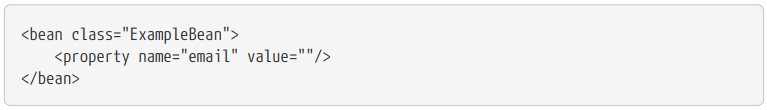 <bean class="ExampleBean">
    <property name="email" value=""/>
</bean>